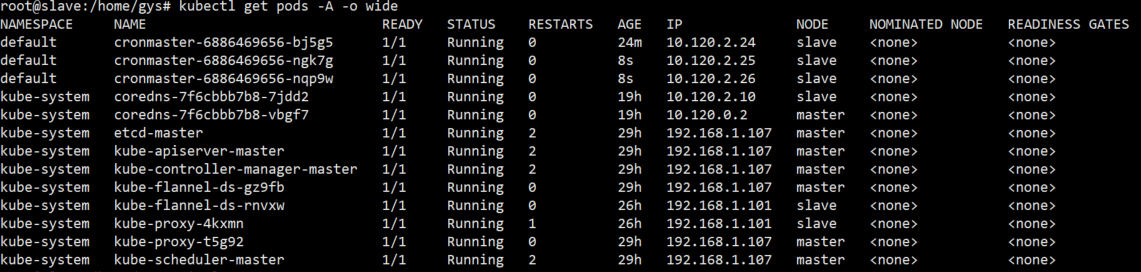 root@slave:/home/gys# kubectl get pods -A -o wide
NAMESPACE NAME READY STATUS RESTARTS AGE IP NODE NOMINATED NODE READINESS GATES
default cronmaster-6886469656-bj5g5 1/1 Running 0 24m 10.120.2.24 slave <none> <none>
default cronmaster-6886469656-ngk7g 1/1 Running 0 8s 10.120.2.25 slave <none> <none>
default cronmaster-6886469656-nqp9w 1/1 Running 0 8s 10.120.2.26 slave <none> <none>
kube-system coredns-7f6cbbb7b8-7jdd2 1/1 Running 0 19h 10.120.2.10 slave <none> <none>
kube-system coredns-7f6cbbb7b8-vbgf7 1/1 Running 0 19h 10.120.0.2 master <none> <none>
kube-system etcd-master 1/1 Running 2 29h 192.168.1.107 master <none> <none>
kube-system kube-apiserver-master 1/1 Running 2 29h 192.168.1.107 master <none> <none>
kube-system kube-controller-manager-master 1/1 Running 2 29h 192.168.1.107 master <none> <none>
kube-system kube-flannel-ds-gz9fb 1/1 Running 0 26h 192.168.1.107 master <none> <none>
kube-system kube-flannel-ds-rnvxw 1/1 Running 0 26h 192.168.1.101 slave <none> <none>
kube-system kube-proxy-4kxmn 1/1 Running 1 26h 192.168.1.101 slave <none> <none>
kube-system kube-proxy-t5g92 1/1 Running 0 29h 192.168.1.107 master <none> <none>
kube-system kube-scheduler-master 1/1 Running 2 29h 192.168.1.107 master <none> <none>